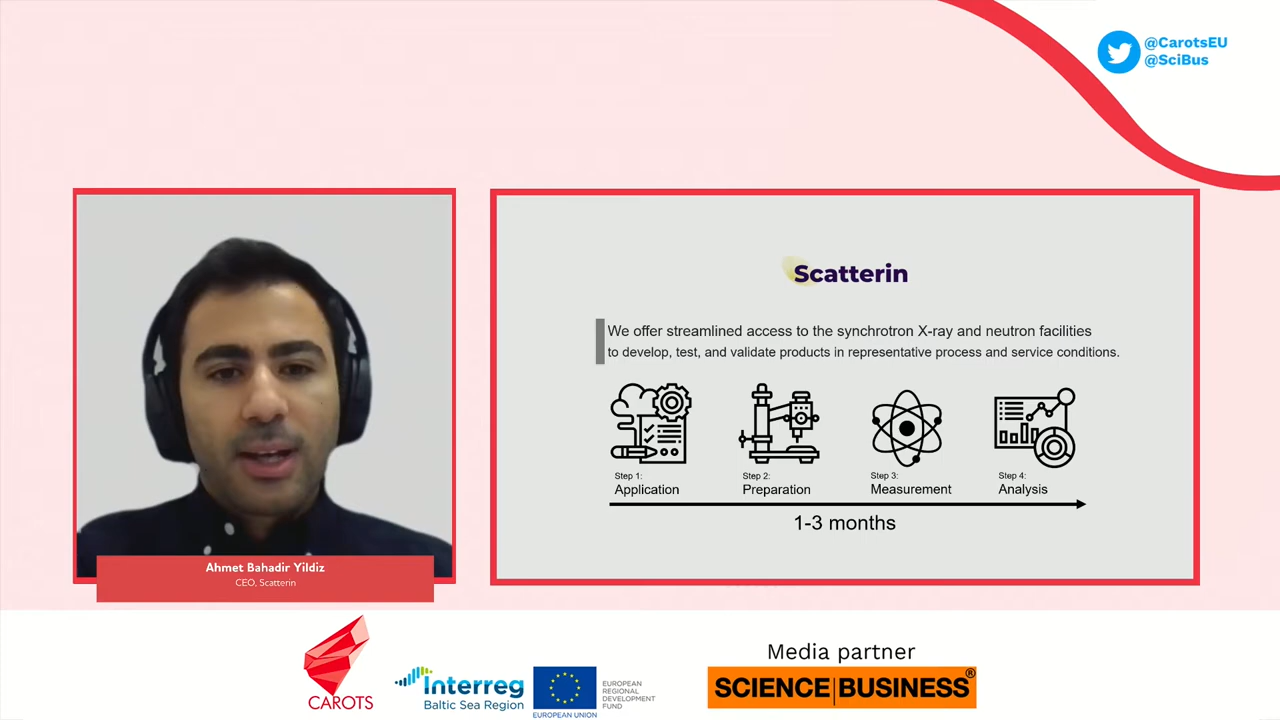 @CarotsEU
@SciBus
Scatterin
We offer streamlined access to the synchrotron X-ray and neutron facilities
to develop, test, and validate products in representative process and service conditions.
Step 1:
Application
Step 2:
Preparation
Step 3:
Measurement
Step 4:
Analysis
1-3 months
Ahmet Bahadir Yildiz
CEO, Scatterin
CAROTS
Interreg
Baltic Sea Region
EUROPEAN UNION
EUROPEAN
REGIONAL
DEVELOPMENT
FUND
Media partner
SCIENCE|BUSINESS®